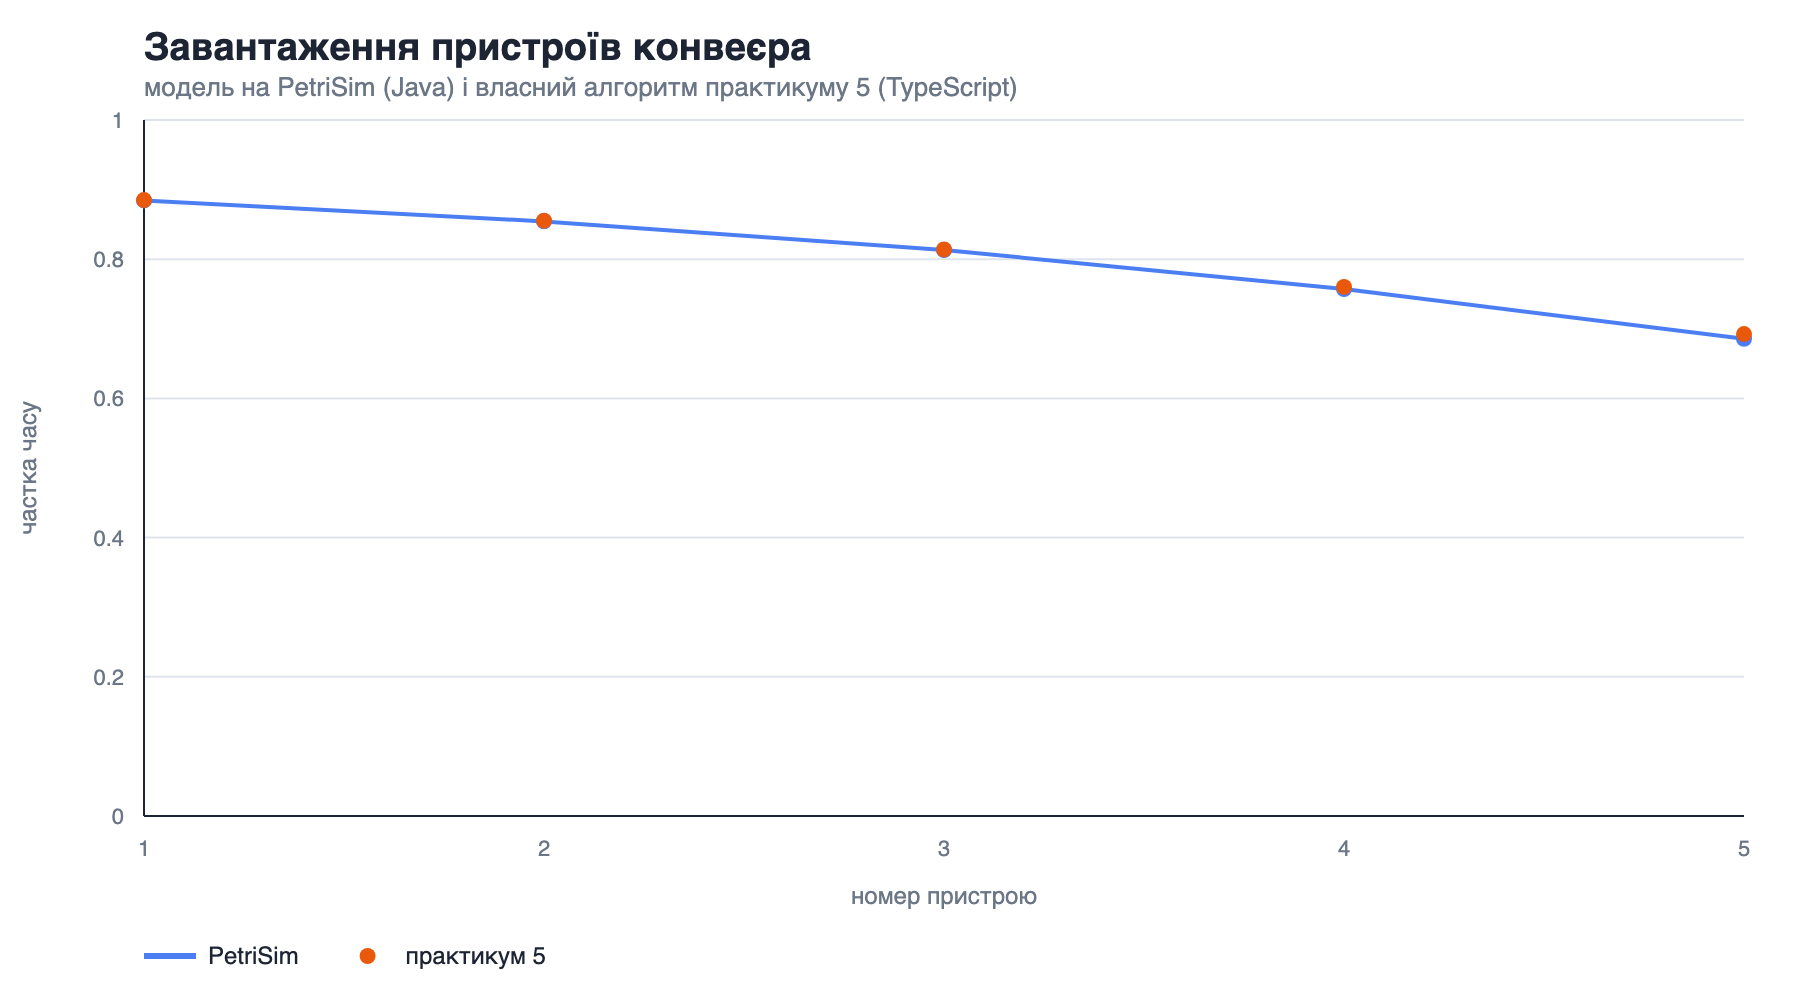 Завантаження пристроїв конвеєра
модель на PetriSim (Java) і власний алгоритм практикуму 5 (TypeScript)
1
0.8
0.6
0.4
0.2
0
частка часу
1 2 3 4 5
номер пристрою
PetriSim практикум 5